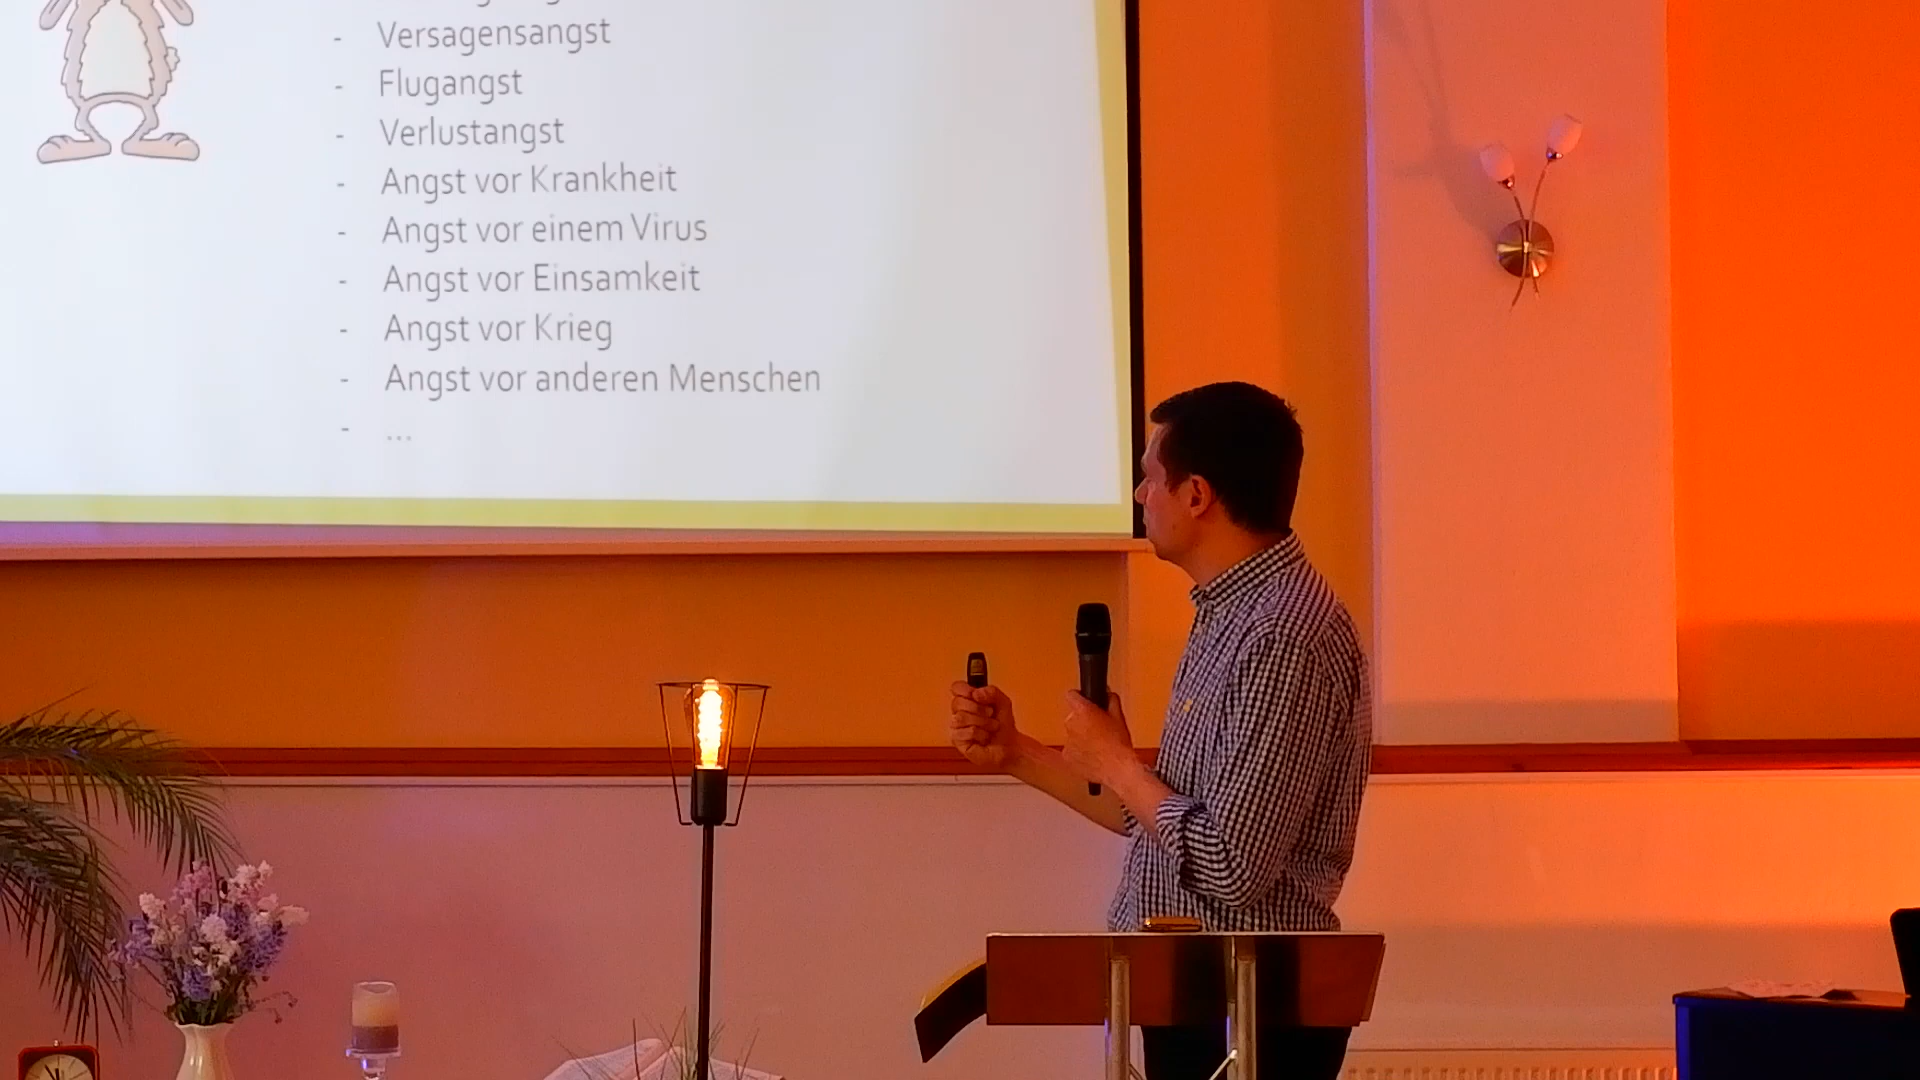 - Versagensangst
- Flugangst
- Verlustangst
- Angst vor Krankheit
- Angst vor einem Virus
- Angst vor Einsamkeit
- Angst vor Krieg
- Angst vor anderen Menschen
- ...